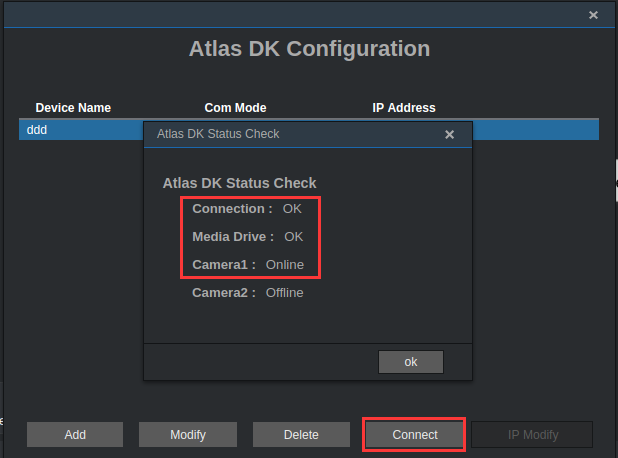 ×
Atlas DK Configuration
Device Name Com Mode IP Address
ddd
Atlas DK Status Check ×
Atlas DK Status Check
Connection : OK
Media Drive : OK
Camera1 : Online
Camera2 : Offline
ok
Add Modify Delete Connect IP Modify